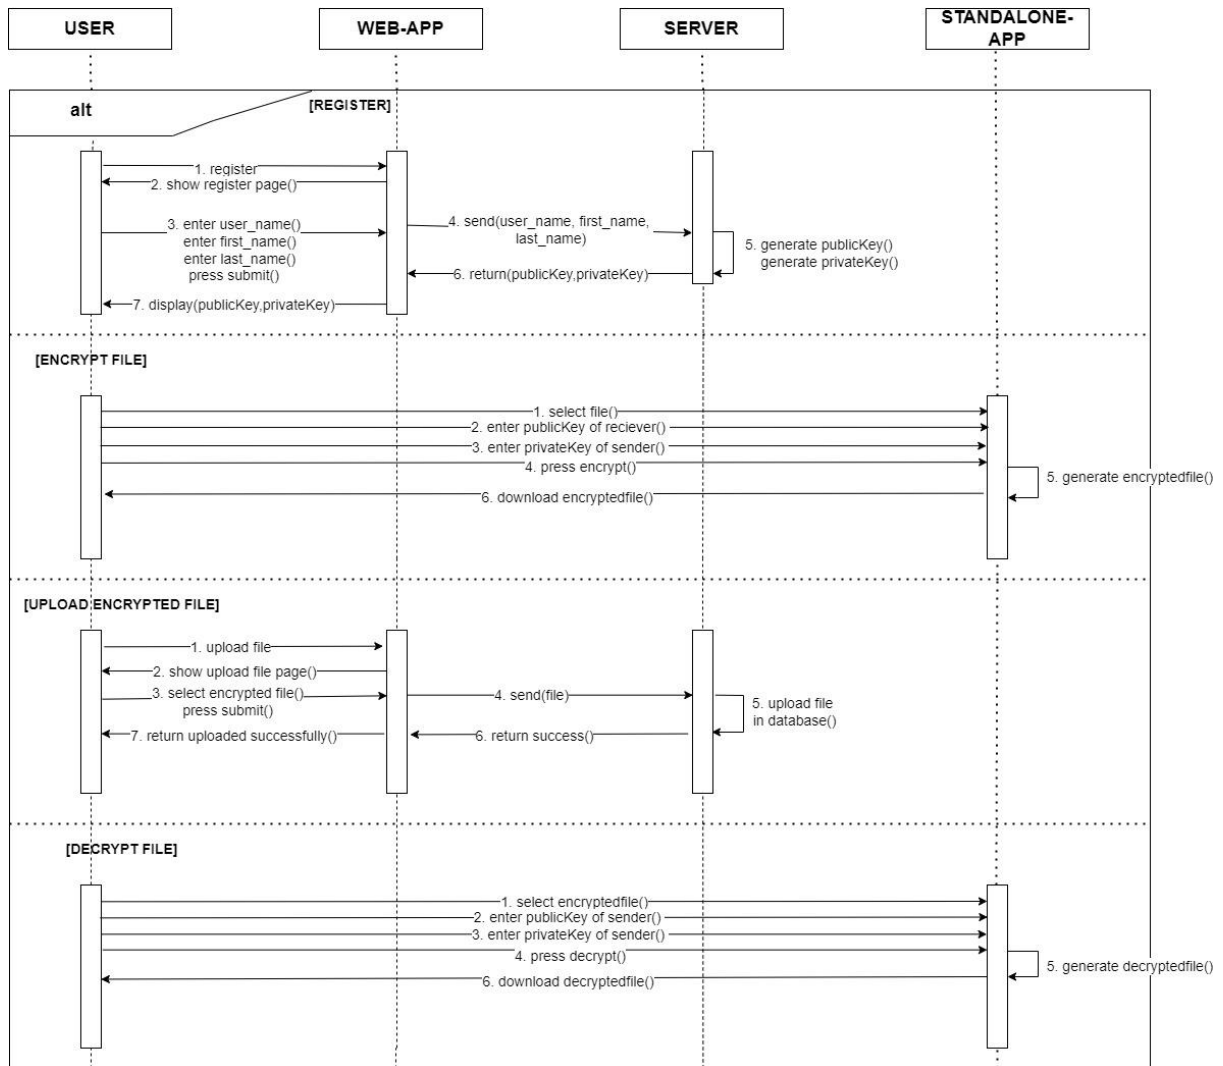 USER
WEB-APP
SERVER
STANDALONE-
APP
alt
[REGISTER]
1. register
2. show register page()
3. enter user_name()
enter first_name()
enter last_name()
press submit()
4. send(user_name, first_name,
last_name)
5. generate publicKey()
generate privateKey()
6. return(publicKey,privateKey)
7. display(publicKey,privateKey)
[ENCRYPT FILE]
1. select file()
2. enter publicKey of reciever()
3. enter privateKey of sender()
4. press encrypt()
5. generate encryptedfile()
6. download encryptedfile()
[UPLOAD ENCRYPTED FILE]
1. upload file
2. show upload file page()
3. select encrypted file()
press submit()
4. send(file)
5. upload file
in database()
6. return success()
7. return uploaded successfully()
[DECRYPT FILE]
1. select encryptedfile()
2. enter publicKey of sender()
3. enter privateKey of sender()
4. press decrypt()
5. generate decryptedfile()
6. download decryptedfile()